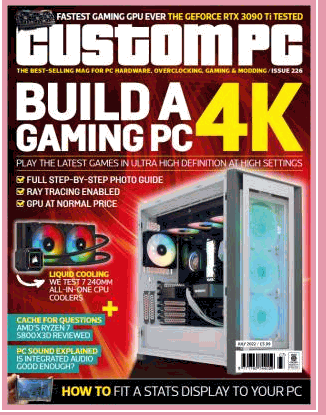 FASTEST GAMING GPU EVER THE GEFORCE RTX 3090 Ti TESTED
CUSTOMPC
THE BEST-SELLING MAG FOR PC HARDWARE, OVERCLOCKING, GAMING & MODDING / ISSUE 226
BUILD A 4K
GAMING PC
PLAY THE LATEST GAMES IN ULTRA HIGH DEFINITION AT HIGH SETTINGS
FULL STEP-BY-STEP PHOTO GUIDE
RAY TRACING ENABLED
GPU AT NORMAL PRICE
LIQUID COOLING
WE TEST 7 240MM
ALL-IN-ONE CPU
COOLERS
+
CACHE FOR QUESTIONS
AMD'S RYZEN 7
5800X3D REVIEWED
PC SOUND EXPLAINED
IS INTEGRATED AUDIO
GOOD ENOUGH?
JULY 2022 / £5.99
HOW TO FIT A STATS DISPLAY TO YOUR PC